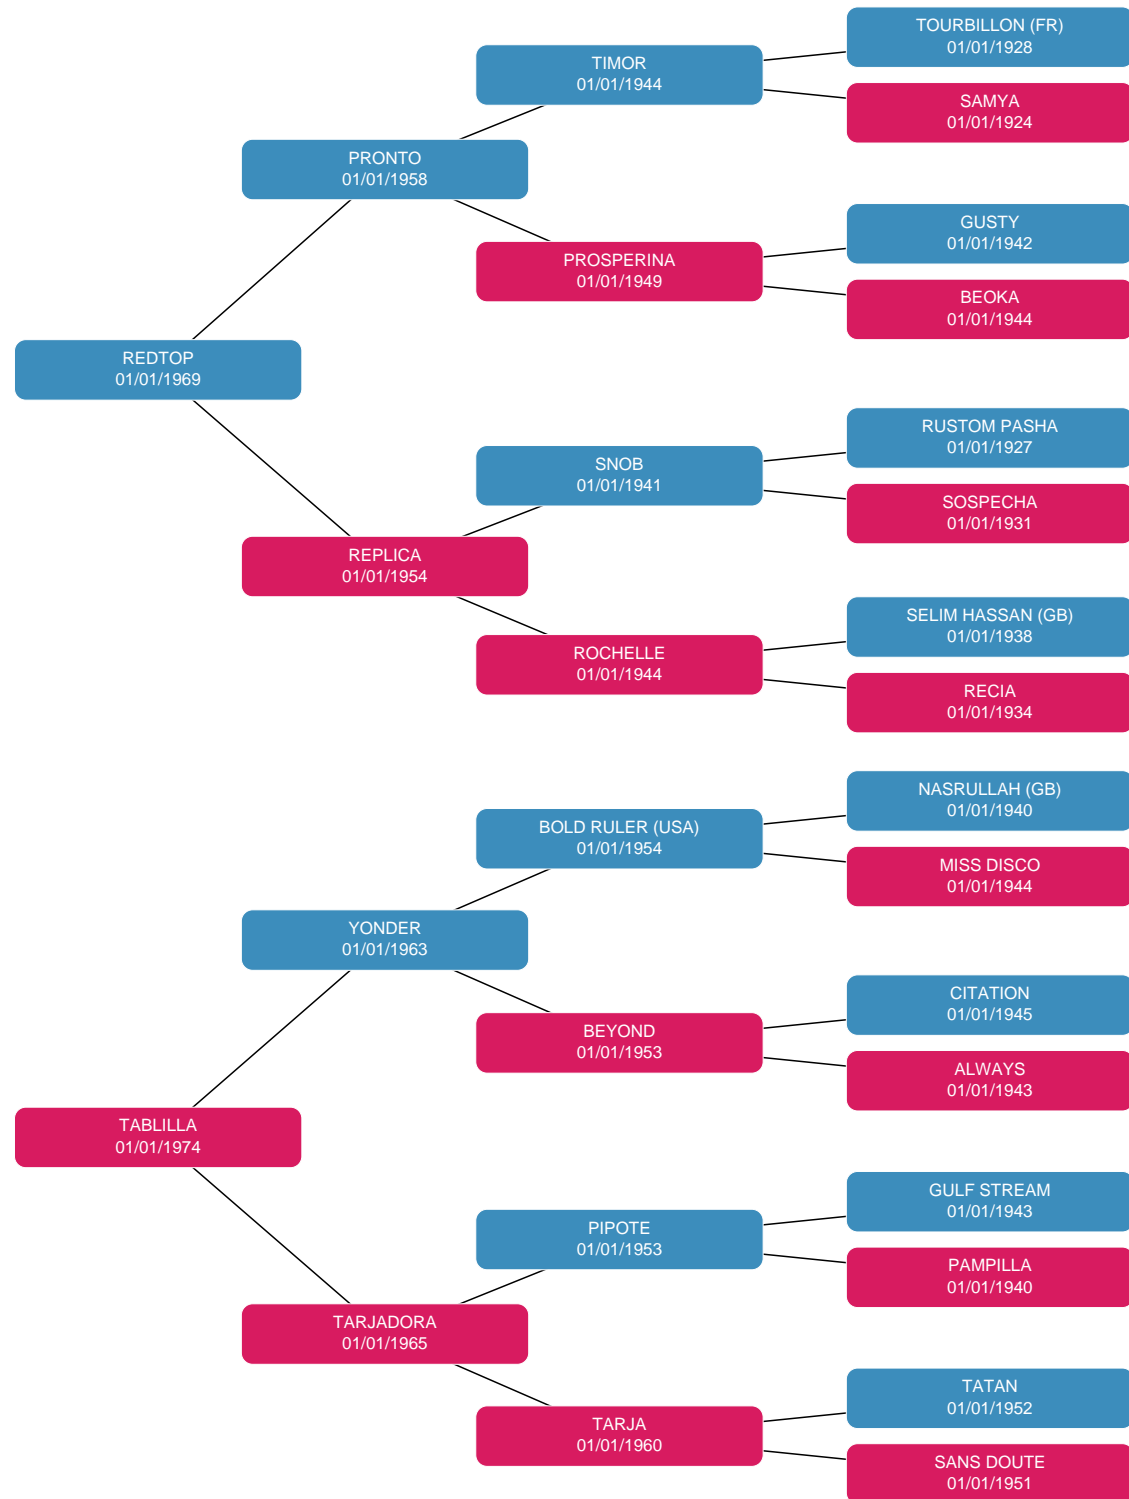 TOURBILLON (FR)
01/01/1928
TIMOR
01/01/1944
SAMYA
01/01/1924
PRONTO
01/01/1958
GUSTY
01/01/1942
PROSPERINA
01/01/1949
BEOKA
01/01/1944
REDTOP
01/01/1969
RUSTOM PASHA
01/01/1927
SNOB
01/01/1941
SOSPECHA
01/01/1931
REPLICA
01/01/1954
SELIM HASSAN (GB)
01/01/1938
ROCHELLE
01/01/1944
RECIA
01/01/1934
NASRULLAH (GB)
01/01/1940
BOLD RULER (USA)
01/01/1954
MISS DISCO
01/01/1944
YONDER
01/01/1963
CITATION
01/01/1945
BEYOND
01/01/1953
ALWAYS
01/01/1943
TABLILLA
01/01/1974
GULF STREAM
01/01/1943
PIPOTE
01/01/1953
PAMPILLA
01/01/1940
TARJADORA
01/01/1965
TATAN
01/01/1952
TARJA
01/01/1960
SANS DOUTE
01/01/1951